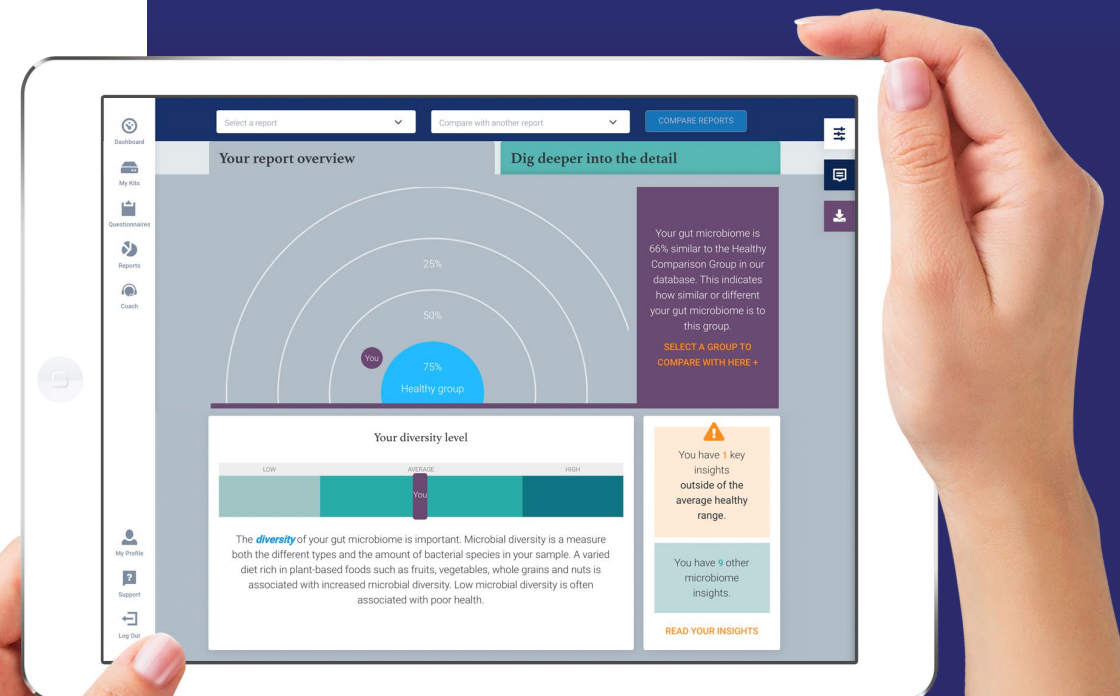 Dashboard
My Kits
Questionnaires
Reports
Coach
My Profile
Support
Log Out
Select a report
Compare with another report
COMPARE REPORTS
Your report overview
Dig deeper into the detail
25%
50%
You
75%
Healthy group
Your gut microbiome is
66% similar to the Healthy
Comparison Group in our
database. This indicates
how similar or different
your gut microbiome is to
this group.
SELECT A GROUP TO
COMPARE WITH HERE +
Your diversity level
LOW
AVERAGE
HIGH
You
The diversity of your gut microbiome is important. Microbial diversity is a measure
both the different types and the amount of bacterial species in your sample. A varied
diet rich in plant-based foods such as fruits, vegetables, whole grains and nuts is
associated with increased microbial diversity. Low microbial diversity is often
associated with poor health.
You have 1 key
insights
outside of the
average healthy
range.
You have 9 other
microbiome
insights.
READ YOUR INSIGHTS